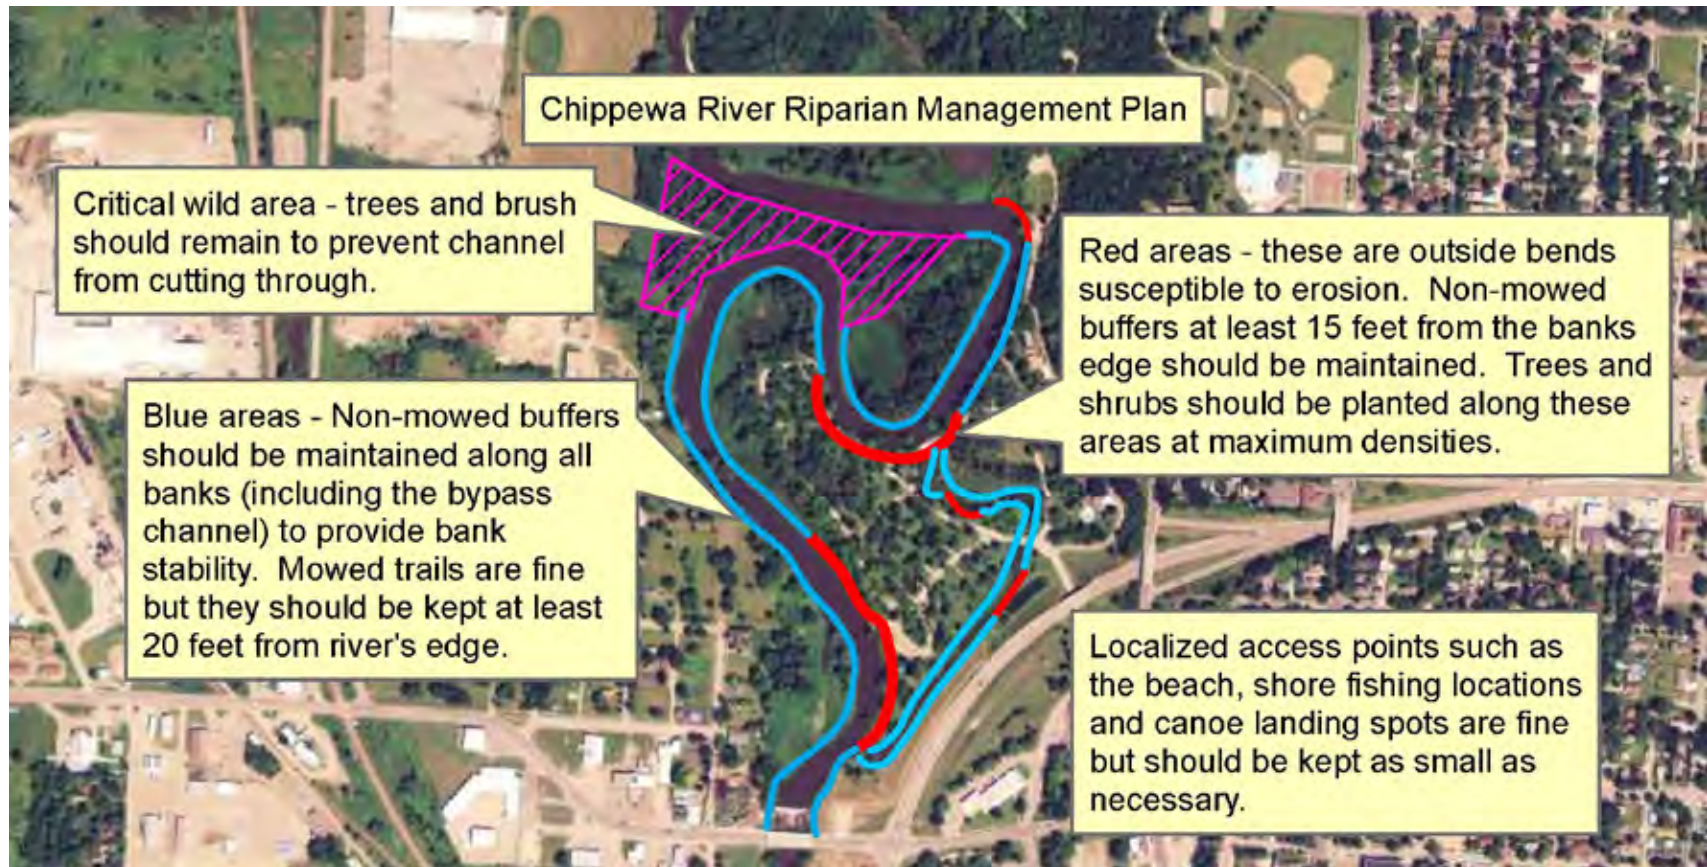 Chippewa River Riparian Management Plan
Critical wild area - trees and brush
should remain to prevent channel
from cutting through.
Red areas - these are outside bends
susceptible to erosion.  Non-mowed
buffers at least 15 feet from the banks
edge should be maintained.  Trees and
shrubs should be planted along these
areas at maximum densities.
Blue areas - Non-mowed buffers
should be maintained along all
banks (including the bypass
channel) to provide bank
stability.  Mowed trails are fine
but they should be kept at least
20 feet from river's edge.
Localized access points such as
the beach, shore fishing locations
and canoe landing spots are fine
but should be kept as small as
necessary.